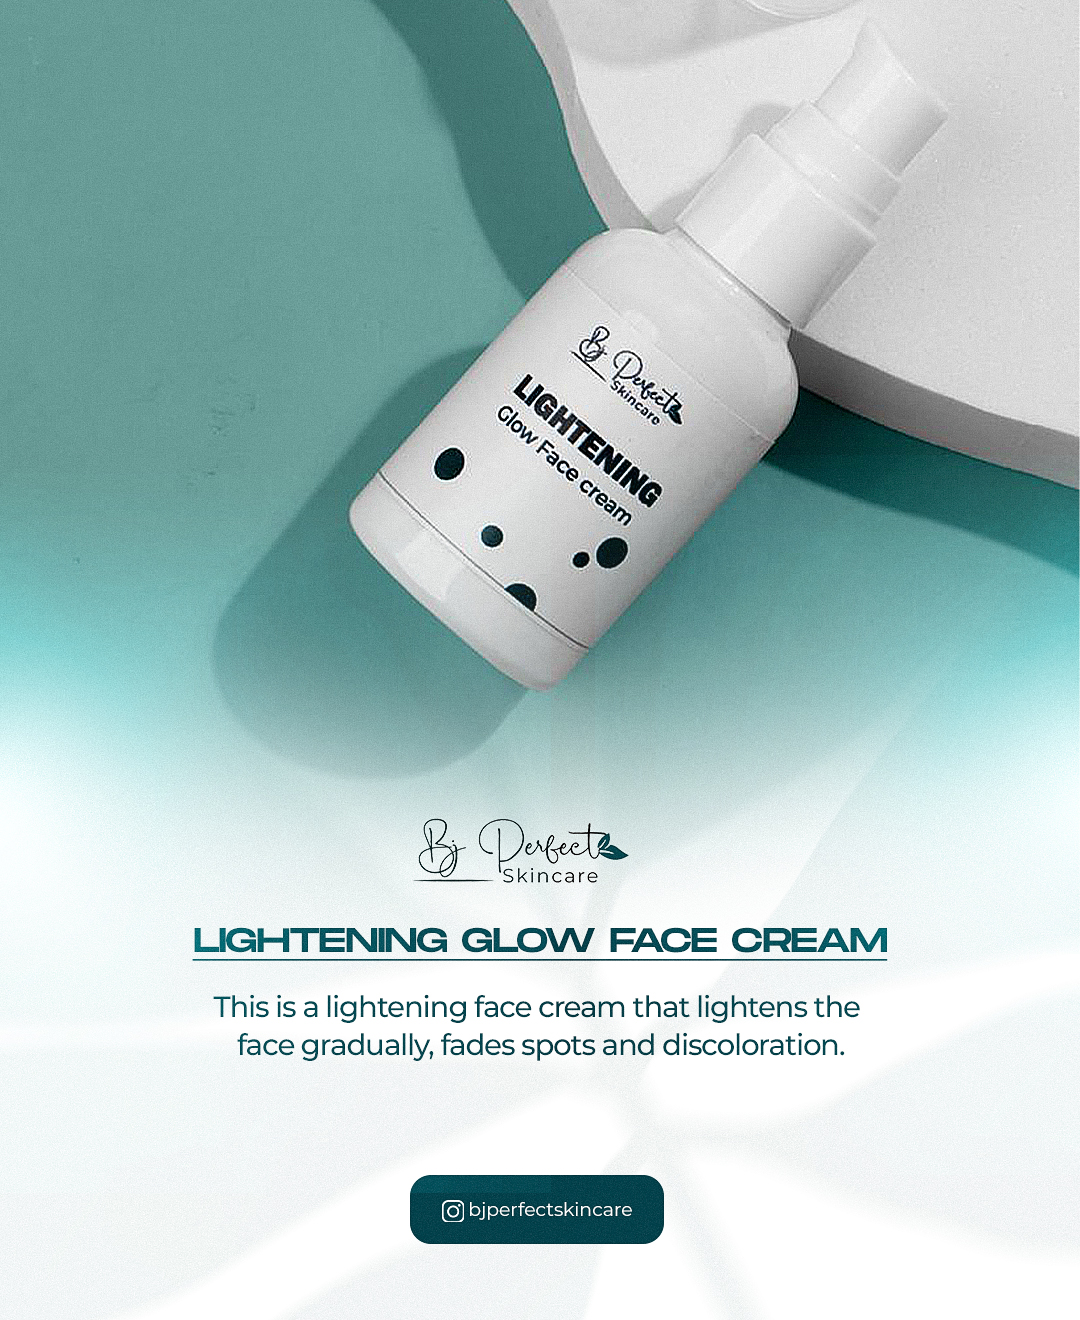 Bj Perfect
Skincare
LIGHTENING
Glow Face cream
Bj Perfect
Skincare
LIGHTENING GLOW FACE CREAM
This is a lightening face cream that lightens the
face gradually, fades spots and discoloration.
bjperfectskincare